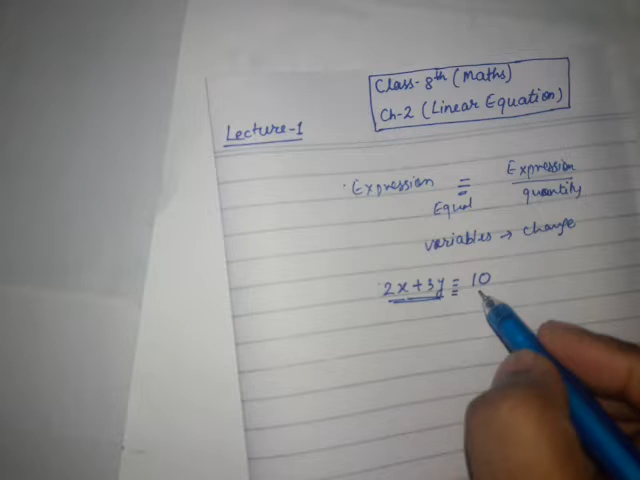 Class-8th (Maths)
Ch-2 (Linear Equation)
Lecture-1
Expression = Expression/quantity
Equal
variables → change
2x+3y = 10